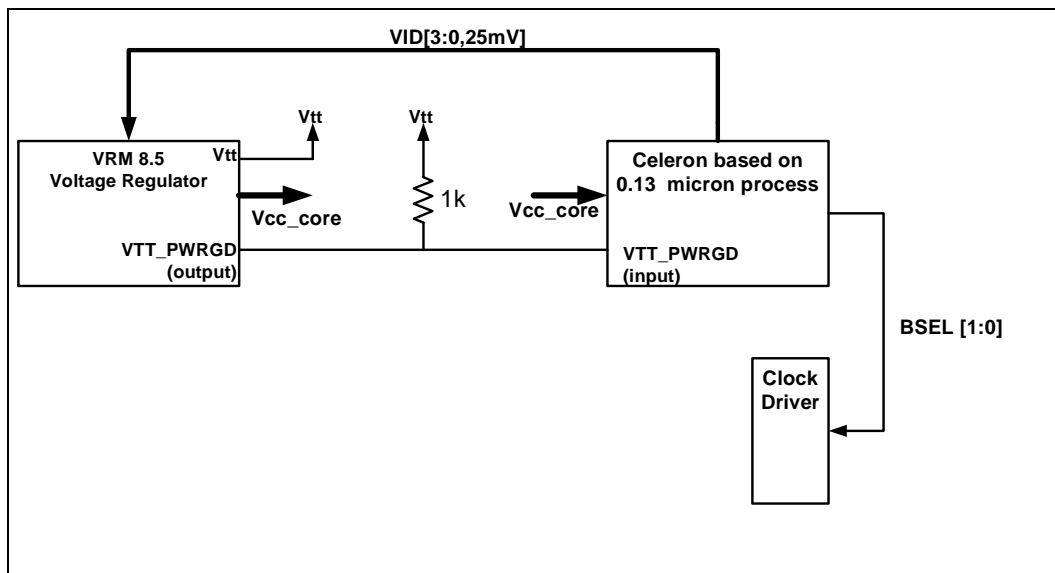 VID[3:0,25mV]
Vtt
Vtt
VRM 8.5
Voltage Regulator
Vtt
Vcc_core
VTT_PWRGD
(output)
1k
Vcc_core
Celeron based on
0.13 micron process
VTT_PWRGD
(input)
BSEL [1:0]
Clock
Driver